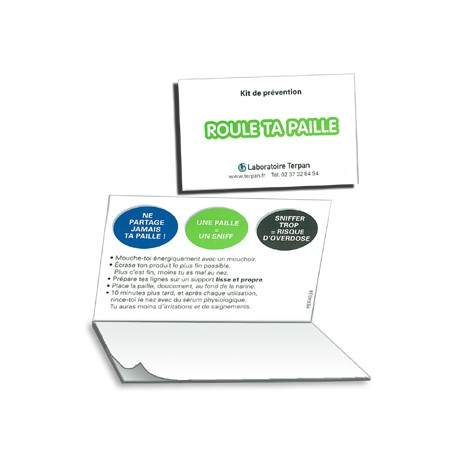 Kit de prévention
ROULE TA PAILLE
Laboratoire Terpan
www.terpan.fr Tél. 02 37 32 64 94
NE
PARTAGE
JAMAIS
TA PAILLE !
UNE PAILLE
=
UN SNIFF
SNIFFER
TROP
= RISQUE
D'OVERDOSE
• Mouche-toi énergiquement avec un mouchoir.
• Écrase ton produit le plus fin possible.
Plus c'est fin, moins tu as mal au nez.
• Prépare tes lignes sur un support lisse et propre.
• Place la paille, doucement, au fond de la narine.
• 10 minutes plus tard, et après chaque utilisation,
rince-toi le nez avec du sérum physiologique.
Tu auras moins d'irritations et de saignements.